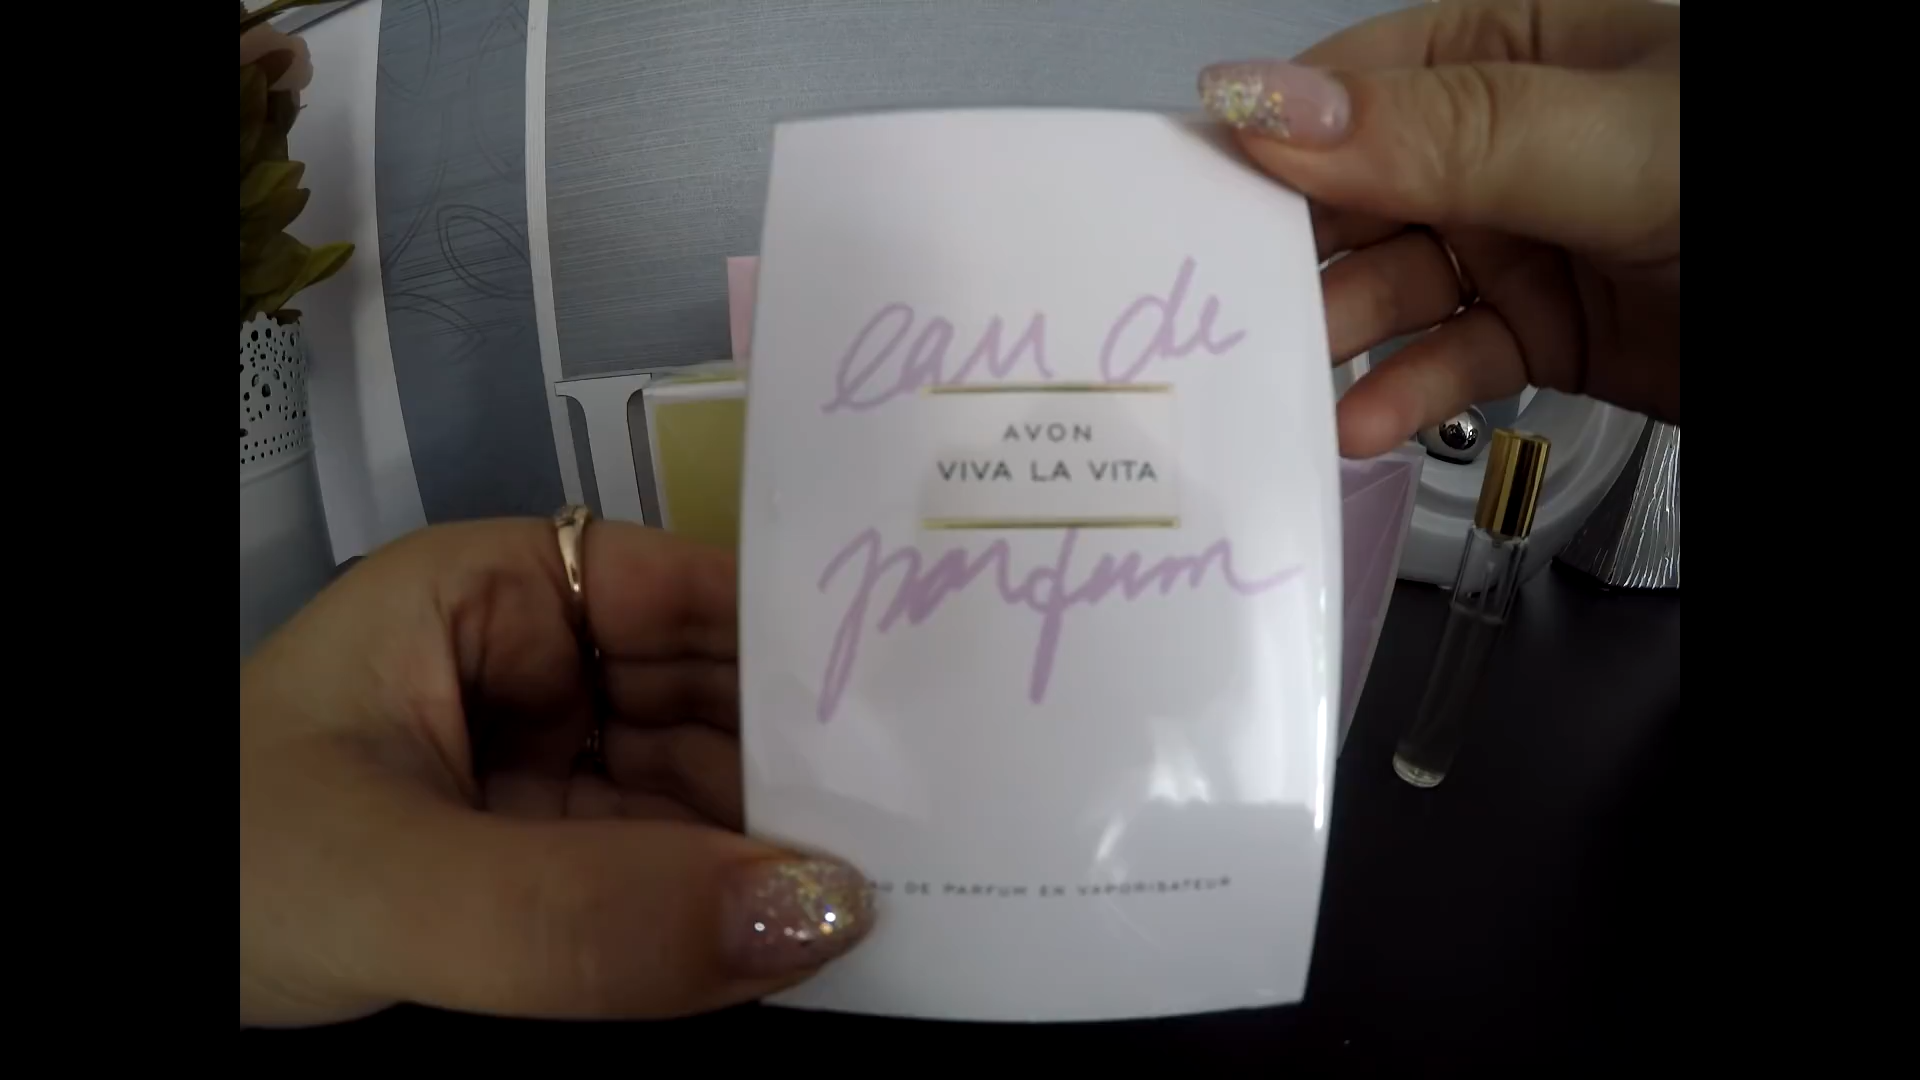 eau de
AVON
VIVA LA VITA
parfum
DE PARFUM EN VAPORISATEUR